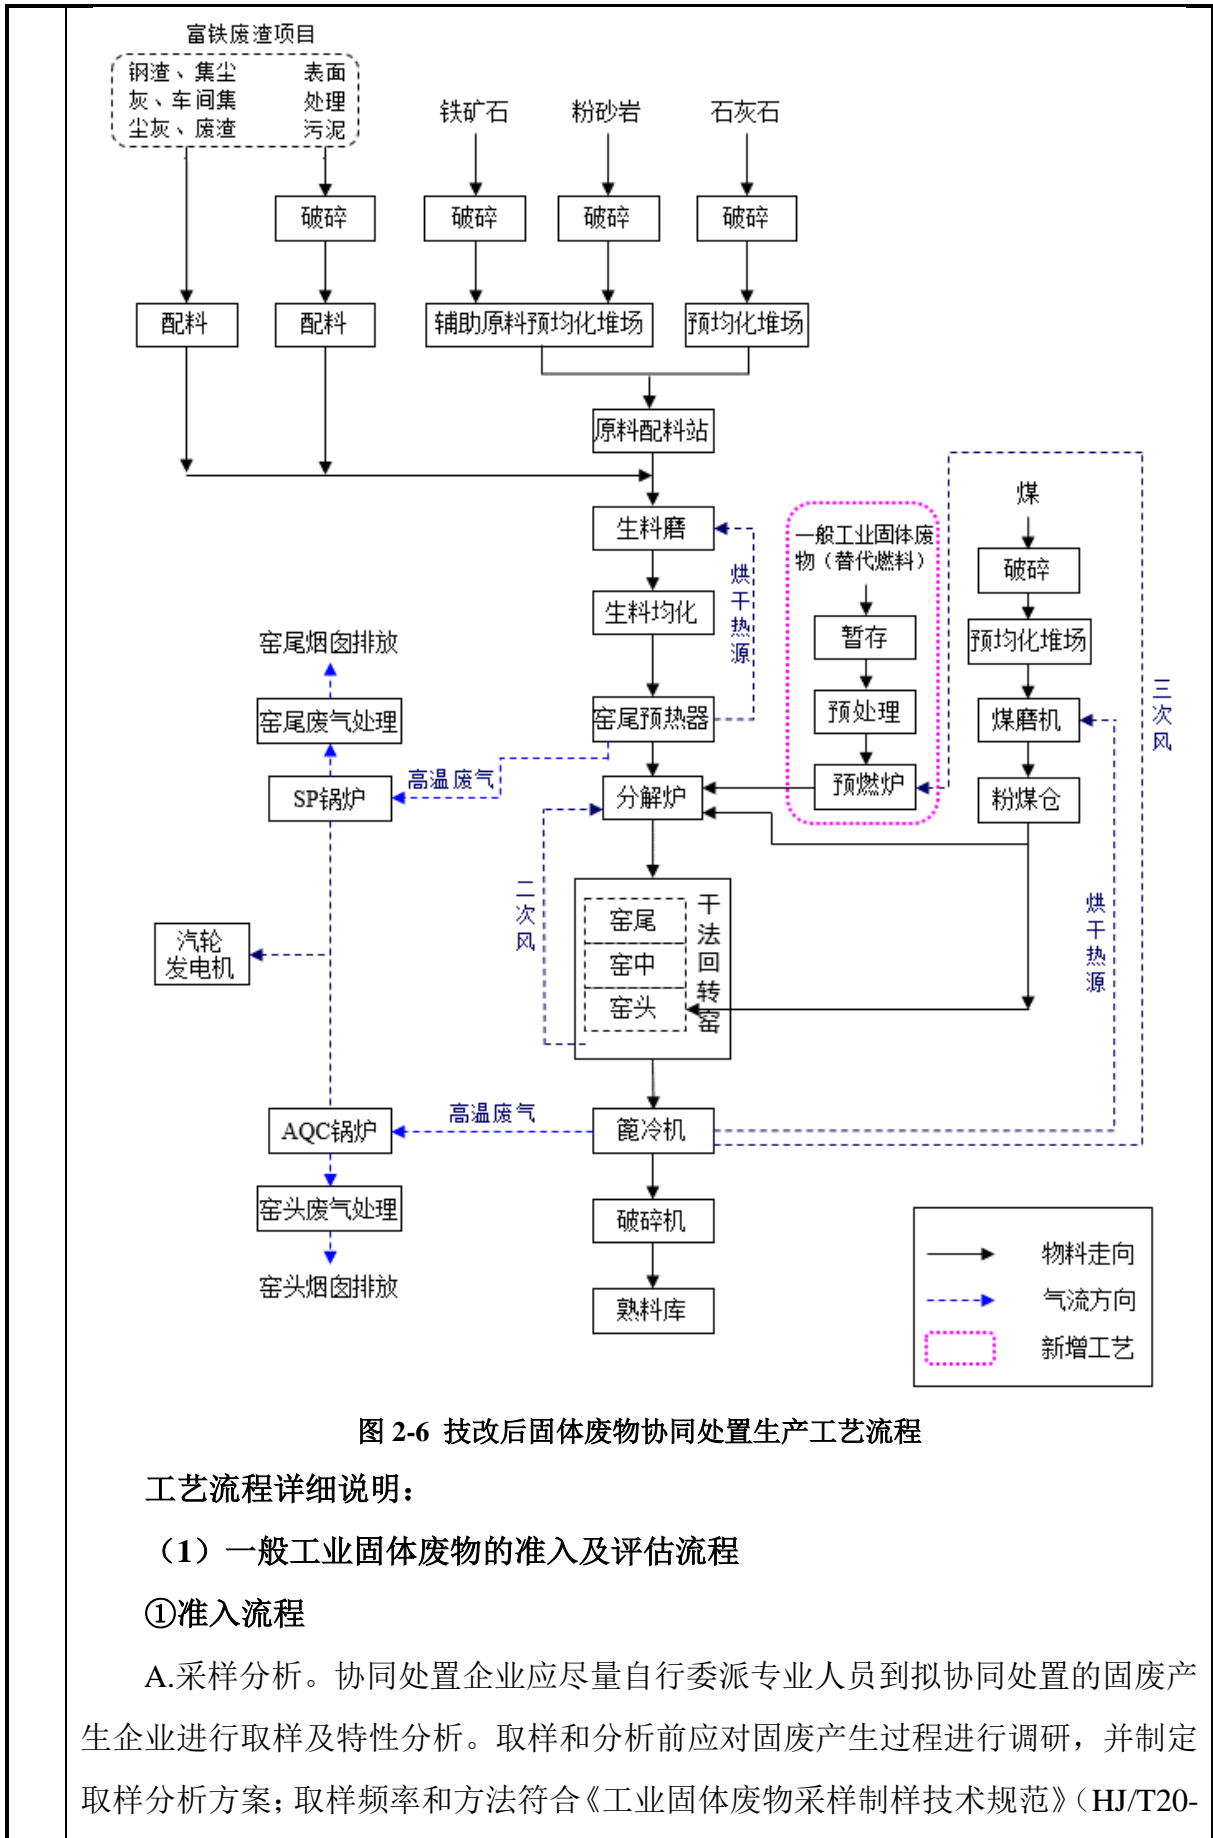 富铁废渣项目
钢渣、集尘
灰、车间集
尘灰、废渣
表面
处理
污泥
铁矿石
粉砂岩
石灰石
破碎
破碎
破碎
破碎
配料
配料
辅助原料预均化堆场
预均化堆场
原料配料站
生料磨
烘干热源
一般工业固体废
物（替代燃料）
煤
破碎
生料均化
暂存
预均化堆场
窑尾烟囱排放
窑尾废气处理
窑尾预热器
预处理
煤磨机
三次风
SP锅炉
高温废气
分解炉
预燃炉
粉煤仓
二次风
窑尾
窑中
窑头
干法回转窑
烘干热源
汽轮
发电机
AQC锅炉
高温废气
篦冷机
窑头废气处理
破碎机
窑头烟囱排放
熟料库
物料走向
气流方向
新增工艺
图 2-6 技改后固体废物协同处置生产工艺流程
工艺流程详细说明：
（1）一般工业固体废物的准入及评估流程
①准入流程
A.采样分析。协同处置企业应尽量自行委派专业人员到拟协同处置的固废产
生企业进行取样及特性分析。取样和分析前应对固废产生过程进行调研，并制定
取样分析方案；取样频率和方法符合《工业固体废物采样制样技术规范》（HJ/T20-